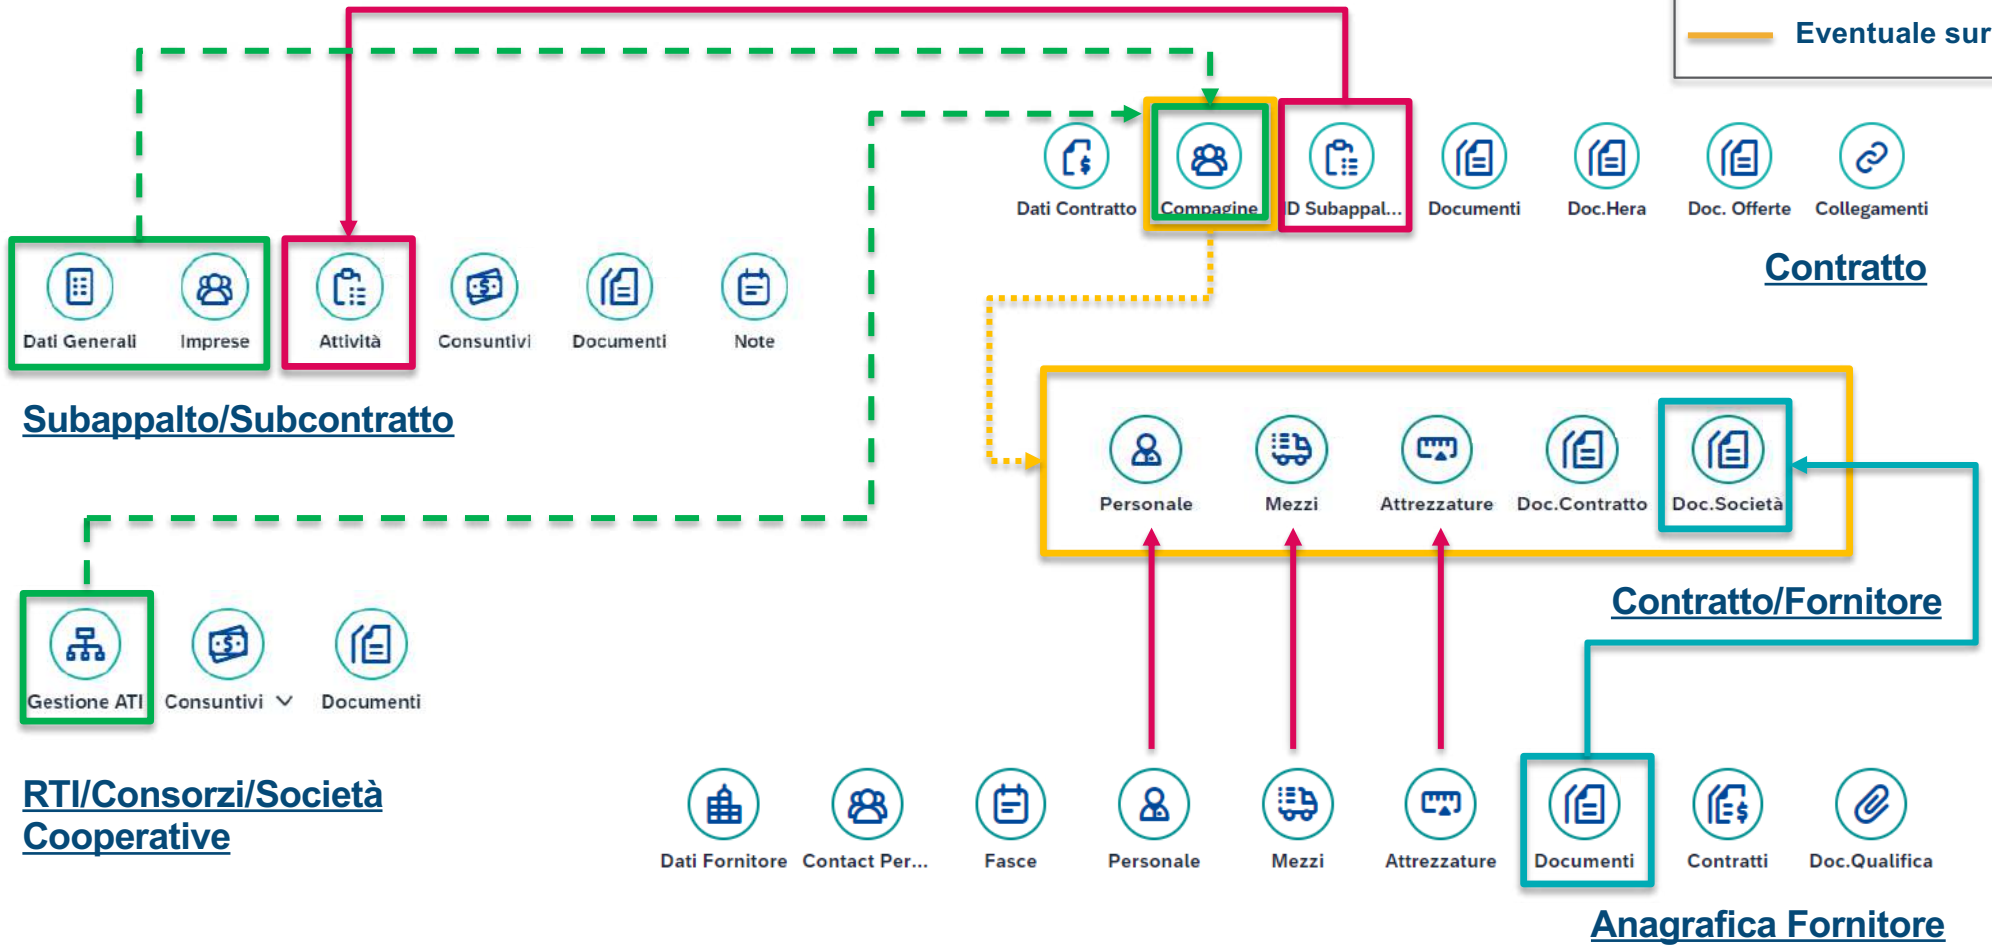 Eventuale sur
Dati Contratto Compagine ID Subappal... Documenti Doc.Hera Doc. Offerte Collegamenti
Contratto
Dati Generali Imprese Attività Consuntivi Documenti Note
Subappalto/Subcontratto
Personale Mezzi Attrezzature Doc.Contratto Doc.Società
Contratto/Fornitore
Gestione ATI Consuntivi Documenti
RTI/Consorzi/Società
Cooperative
Dati Fornitore Contact Per... Fasce Personale Mezzi Attrezzature Documenti Contratti Doc.Qualifica
Anagrafica Fornitore